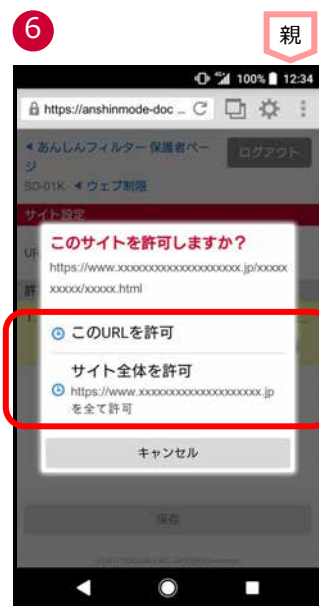 6
親
100% 12:34
https://anshinmode-doc ...
あんしんフィルター 保護者ペー
ジ
ログアウト
SO-01K ウェブ制限
サイト設定
このサイトを許可しますか?
https://www.xxxxxxxxxxxxxxxxxxxx.jp/xxxxx
xxxxx/xxxxx.html
このURLを許可
サイト全体を許可
https://www.xxxxxxxxxxxxxxxxxxxx.jp
を全て許可
キャンセル
保存